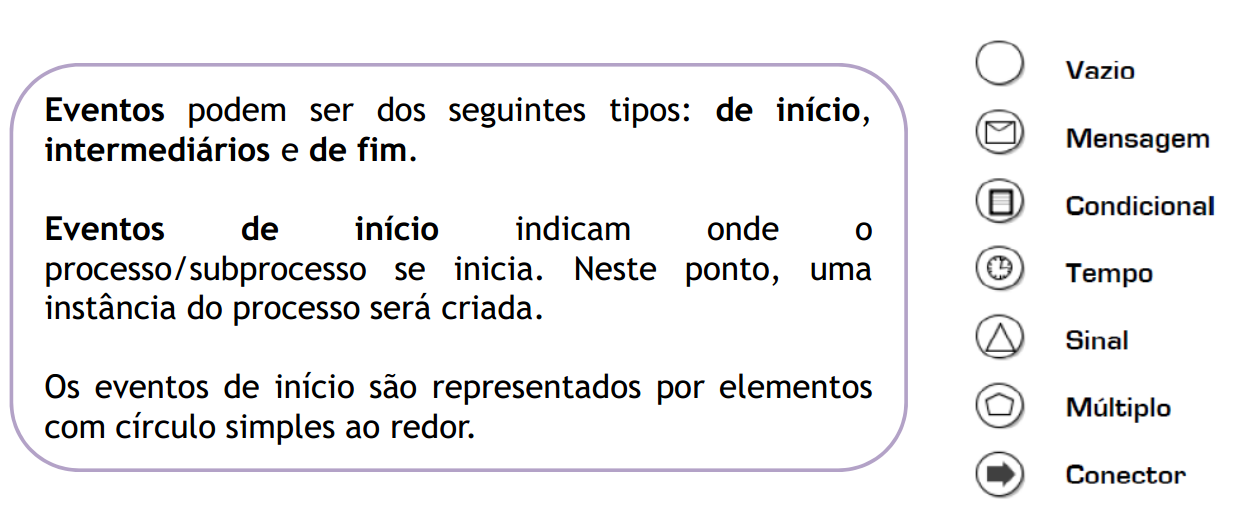 Eventos podem ser dos seguintes tipos: de início,
intermediários e de fim.
Eventos de início indicam onde o
processo/subprocesso se inicia. Neste ponto, uma
instância do processo será criada.
Os eventos de início são representados por elementos
com círculo simples ao redor.
Vazio
Mensagem
Condicional
Tempo
Sinal
Múltiplo
Conector